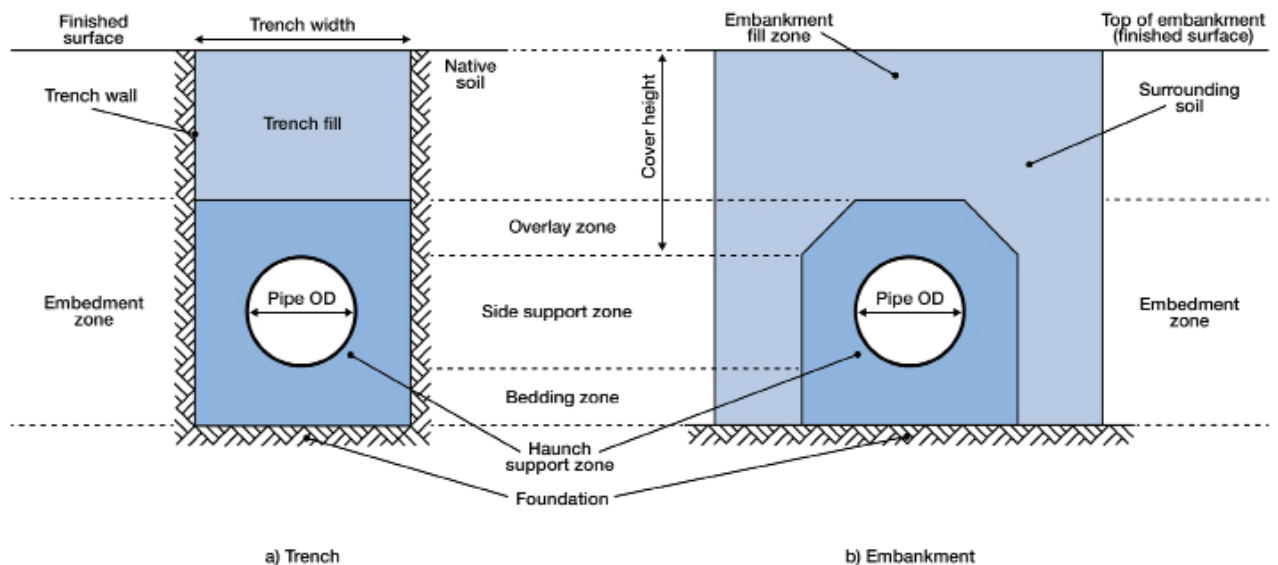 Finished
surface
Trench width
Embankment
fill zone
Top of embankment
(finished surface)
Native
soil
Trench wall
Trench fill
Cover height
Surrounding
soil
Overlay zone
Embedment
zone
Pipe OD
Side support zone
Pipe OD
Embedment
zone
Bedding zone
Haunch
support zone
Foundation
a) Trench
b) Embankment